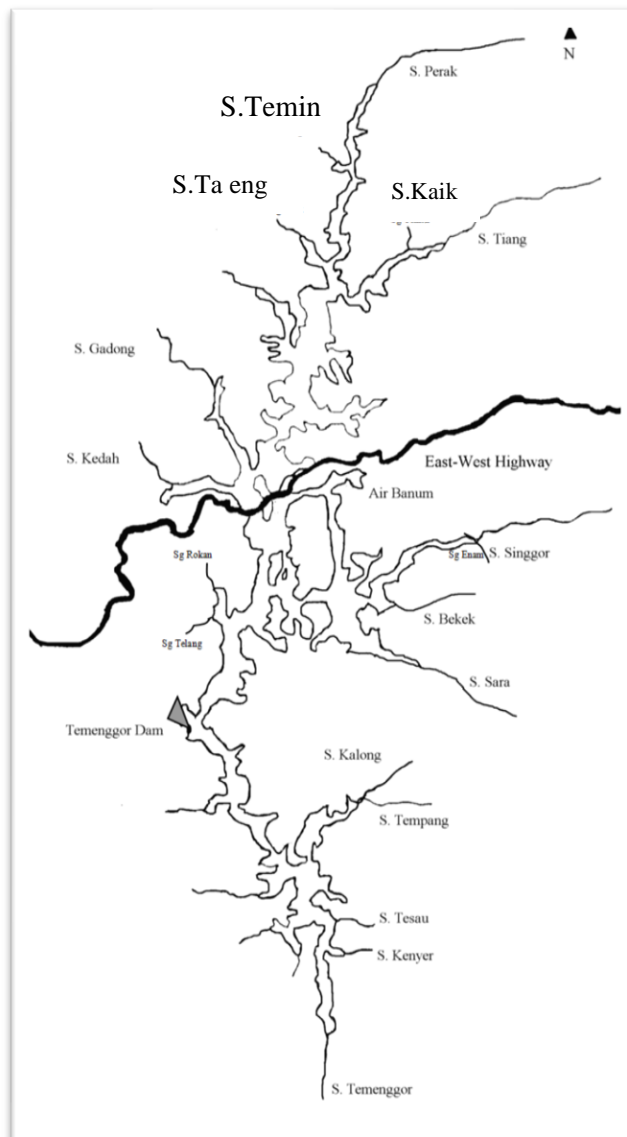 N
S. Perak
S.Temin
S.Ta eng
S.Kaik
S. Tiang
S. Gadong
S. Kedah
East-West Highway
Air Banum
Sg Rokan
Sg Enam
S. Singgor
S. Bekek
Sg Telang
S. Sara
Temenggor Dam
S. Kalong
S. Tempang
S. Tesau
S. Kenyer
S. Temenggor